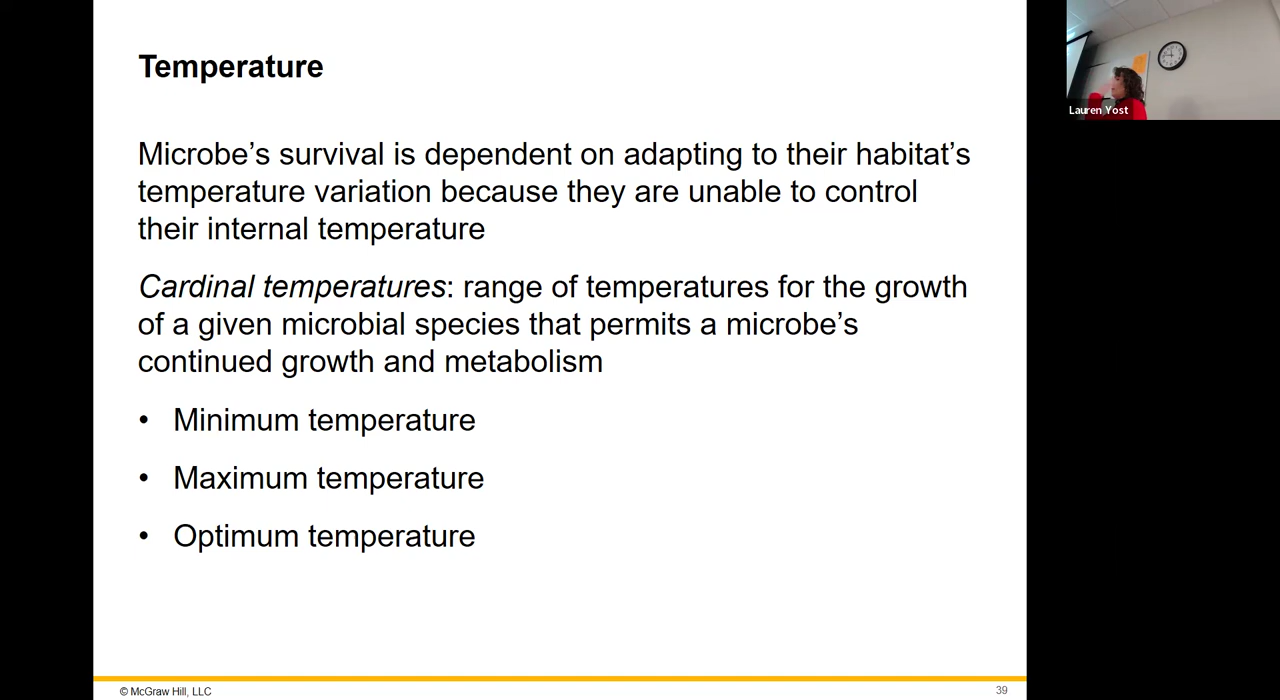 Temperature
Microbe’s survival is dependent on adapting to their habitat’s
temperature variation because they are unable to control
their internal temperature
Cardinal temperatures: range of temperatures for the growth
of a given microbial species that permits a microbe’s
continued growth and metabolism
• Minimum temperature
• Maximum temperature
• Optimum temperature
© McGraw Hill, LLC
39
Lauren Yost